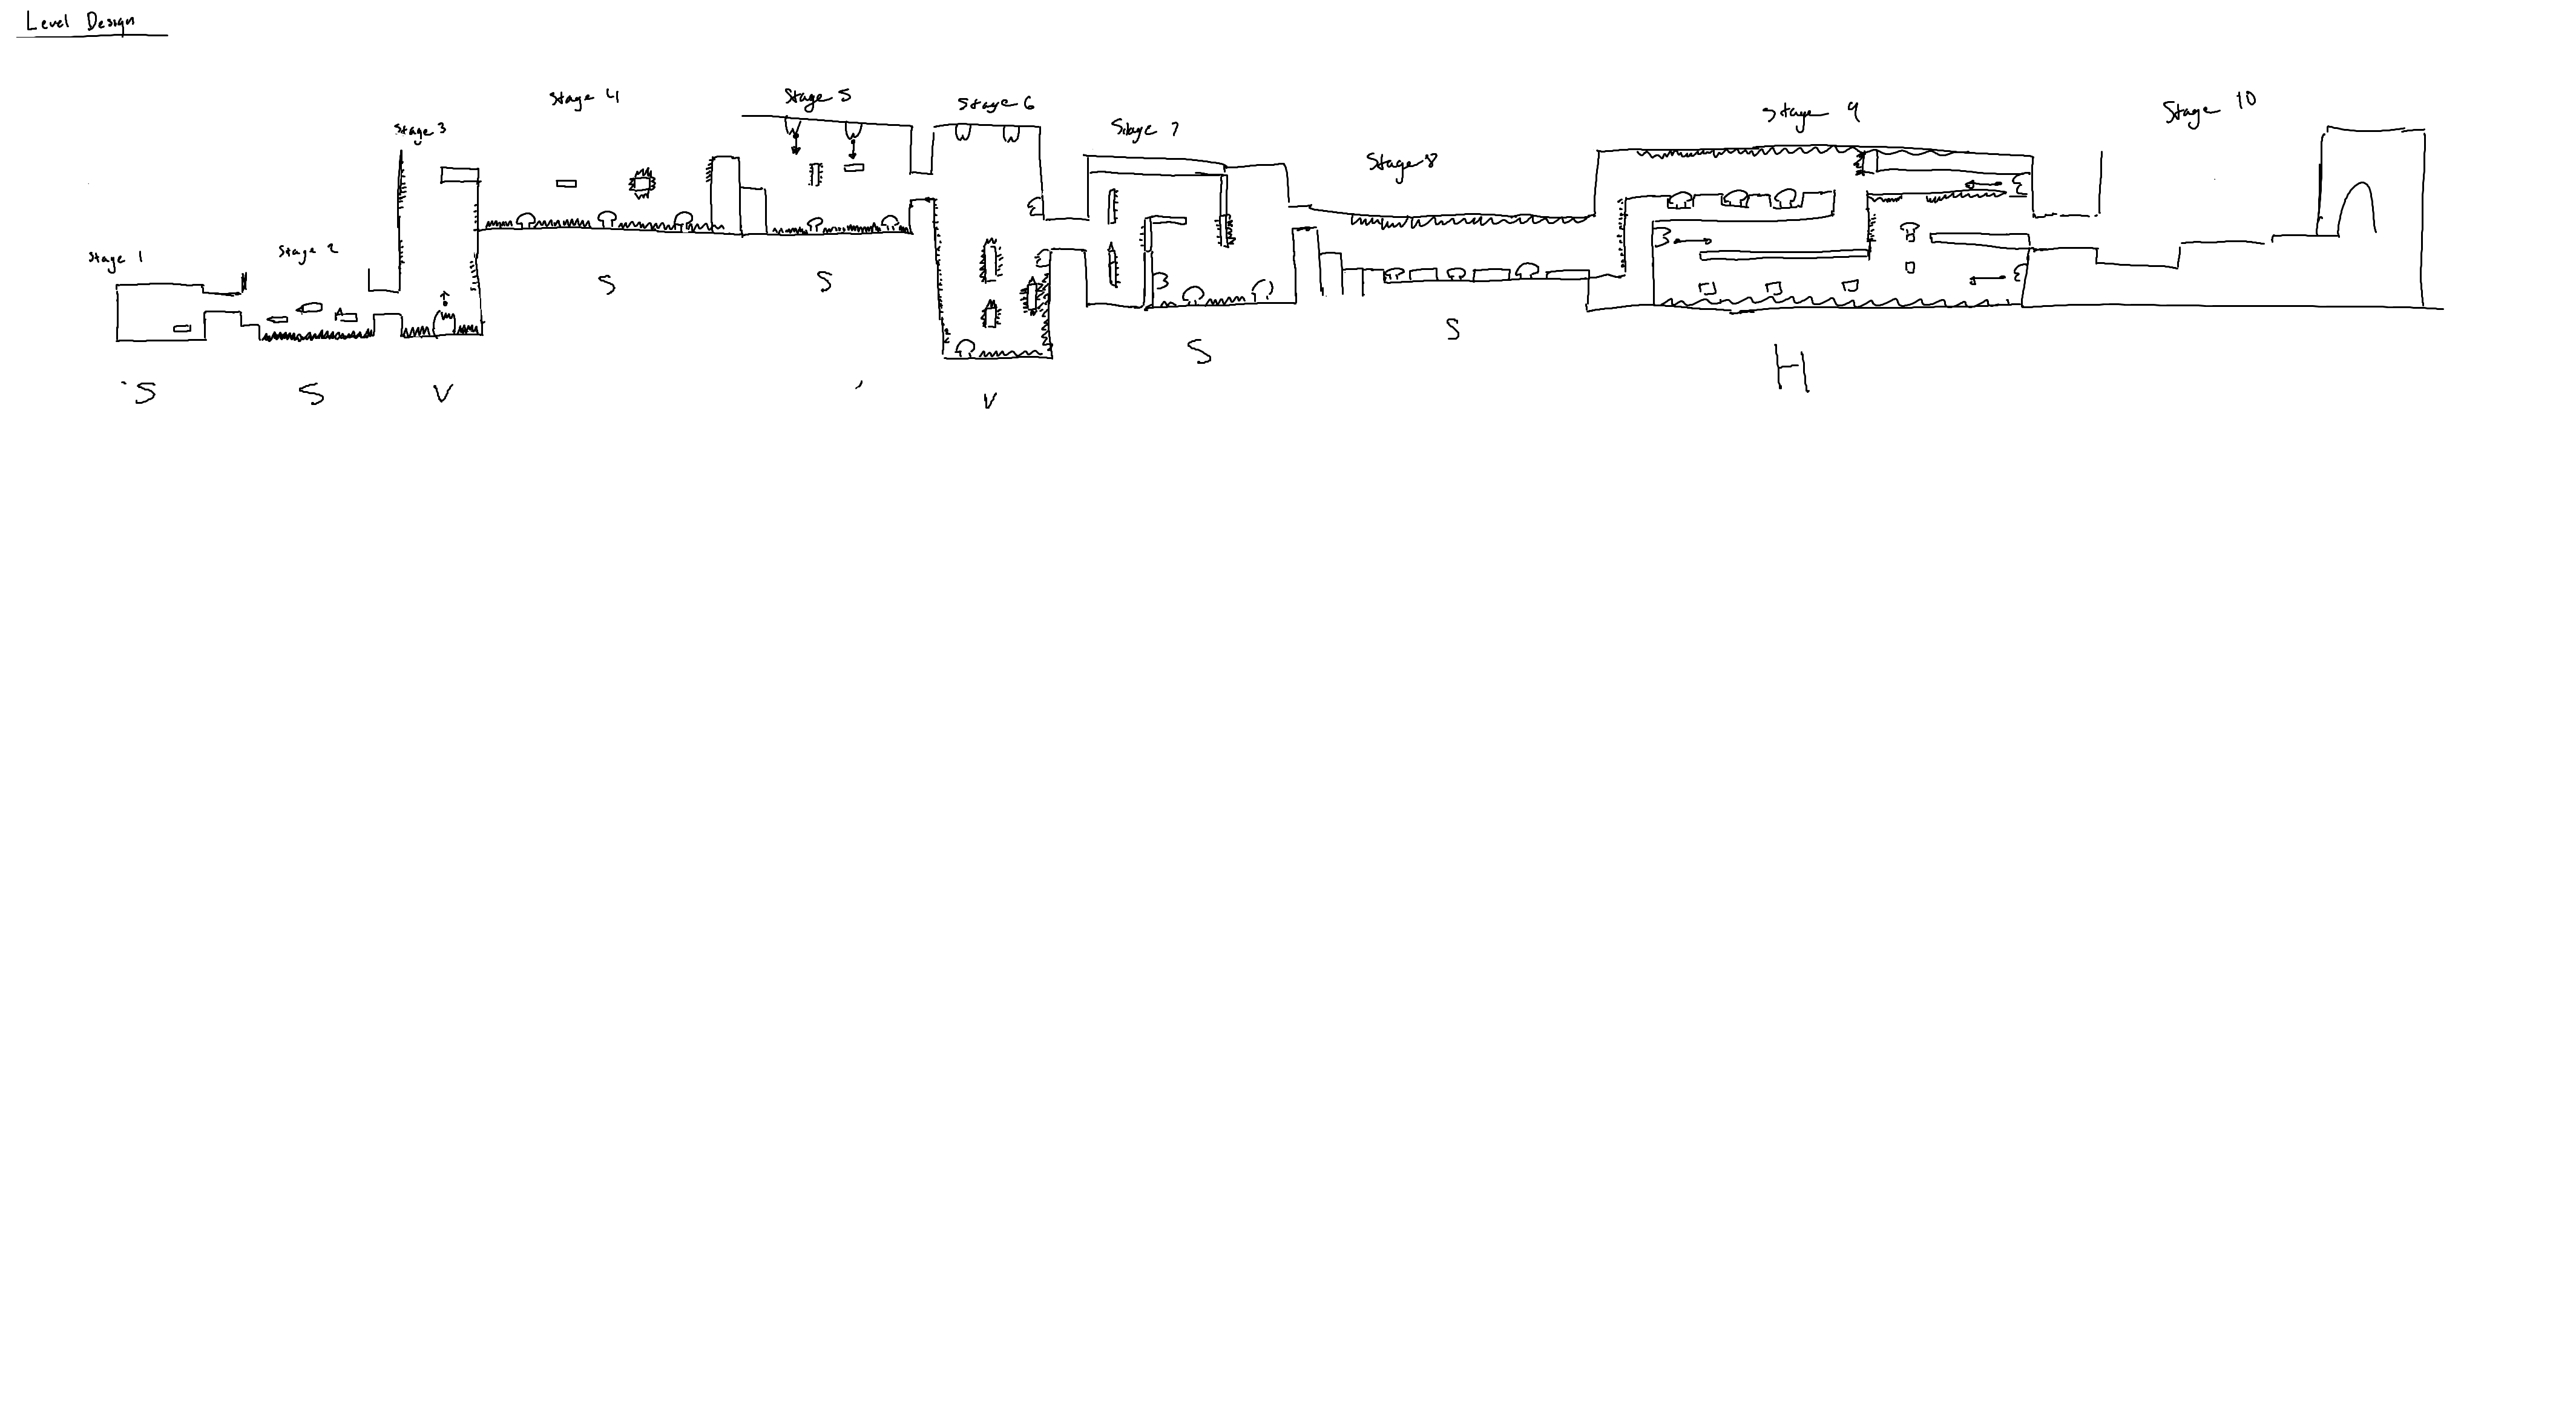 Level Design
Stage 1
Stage 2
Stage 3
Stage 4
Stage 5
Stage 6
Stage 7
Stage 8
Stage 9
Stage 10
S
S
V
S
S
V
S
S
H